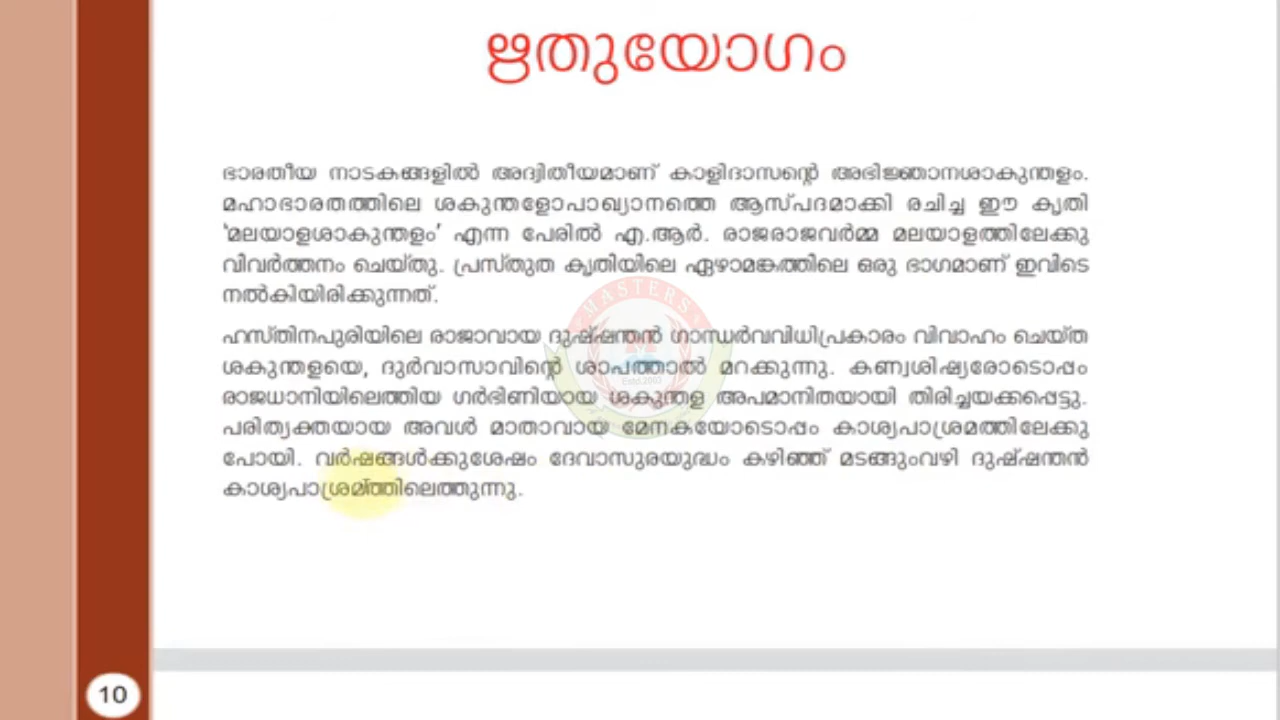 ഋതുയോഗം
ഭാരതീയ നാടകങ്ങളിൽ അദ്വിതീയമാണ് കാളിദാസന്റെ അഭിജ്ഞാനശാകുന്തളം.
മഹാഭാരതത്തിലെ ശകുന്തളോപാഖ്യാനത്തെ ആസ്പദമാക്കി രചിച്ച ഈ കൃതി
'മലയാളശാകുന്തളം' എന്ന പേരിൽ എ.ആർ. രാജരാജവർമ്മ മലയാളത്തിലേക്കു
വിവർത്തനം ചെയ്തു. പ്രസ്തുത കൃതിയിലെ ഏഴാമങ്കത്തിലെ ഒരു ഭാഗമാണ് ഇവിടെ
നൽകിയിരിക്കുന്നത്.
ഹസ്തിനപുരിയിലെ രാജാവായ ദുഷ്ഷന്തൻ ഗാന്ധർവവിധിപ്രകാരം വിവാഹം ചെയ്ത
ശകുന്തളയെ, ദുർവാസാവിന്റെ ശാപത്താൽ മറക്കുന്നു. കണ്വശിഷ്യരോടൊപ്പം
രാജധാനിയിലെത്തിയ ഗർഭിണിയായ ശകുന്തള അപമാനിതയായി തിരിച്ചയക്കപ്പെട്ടു.
പരിത്യക്തയായ അവൾ മാതാവായ മേനകയോടൊപ്പം കാശ്യപാശ്രമത്തിലേക്കു
പോയി. വർഷങ്ങൾക്കുശേഷം ദേവാസുരയുദ്ധം കഴിഞ്ഞ് മടങ്ങുംവഴി ദുഷ്ഷന്തൻ
കാശ്യപാശ്രമത്തിലെത്തുന്നു.
MASTERS
Estd.2003
10